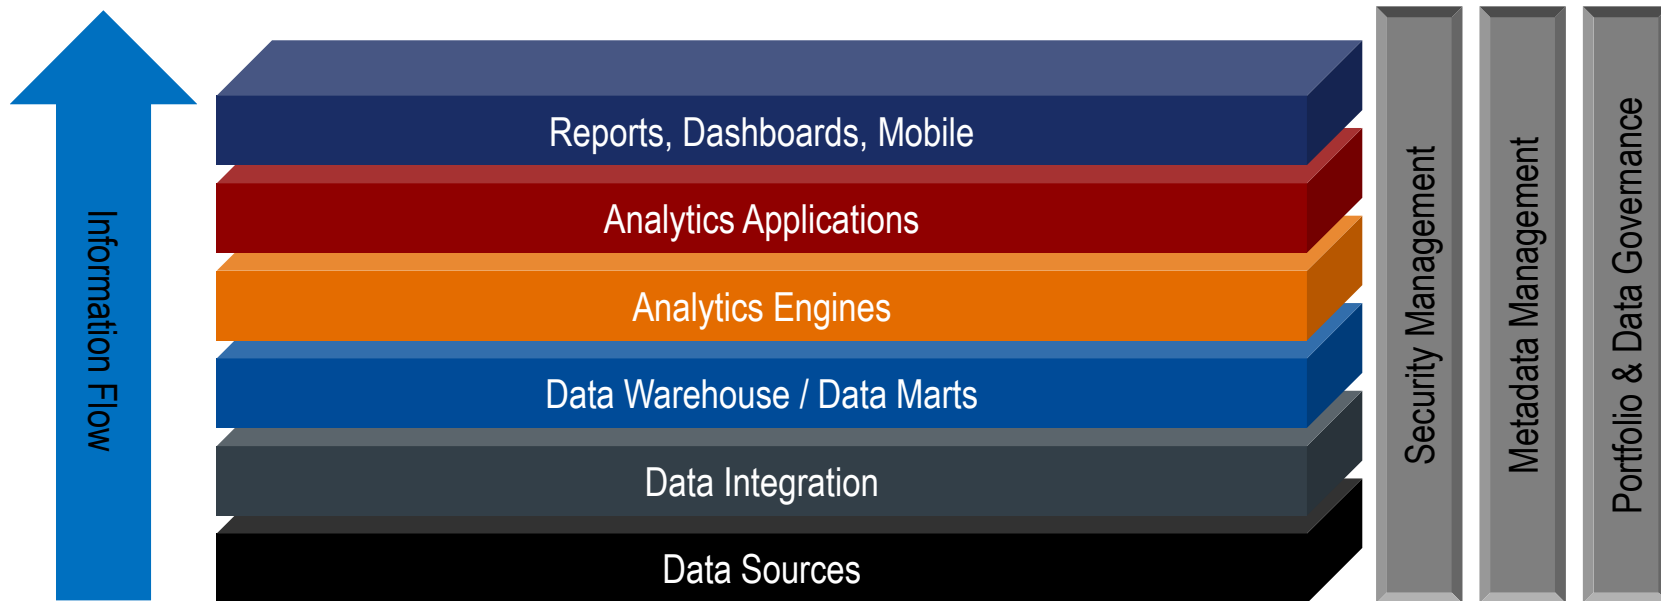 Information Flow
Reports, Dashboards, Mobile
Analytics Applications
Analytics Engines
Data Warehouse / Data Marts
Data Integration
Data Sources
Security Management
Metadata Management
Portfolio & Data Governance